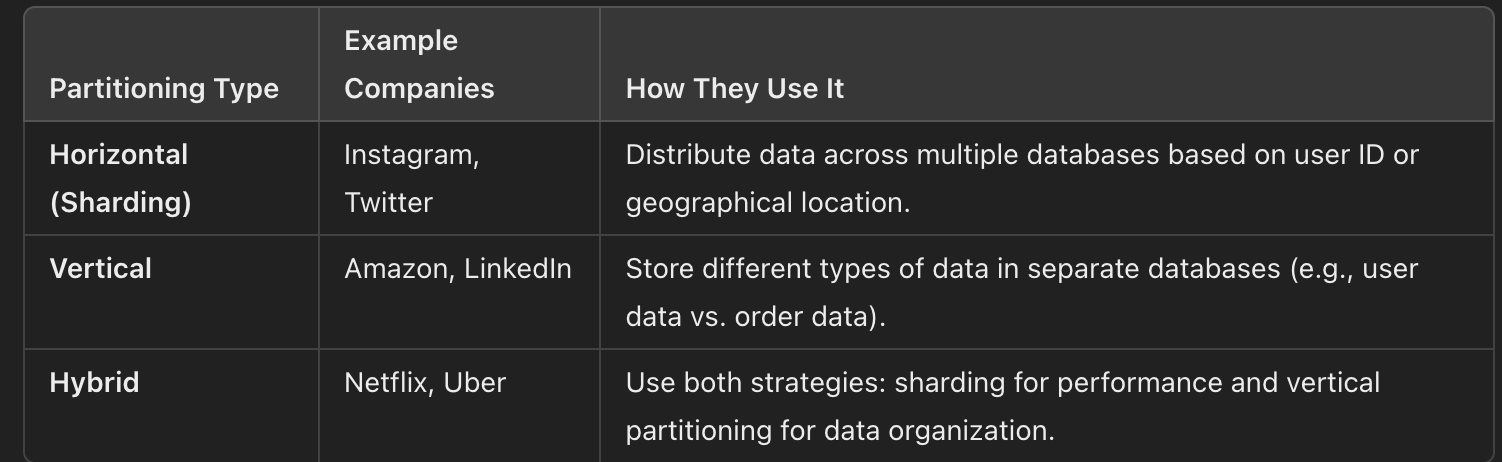 Partitioning Type
Example
Companies
How They Use It
Horizontal
(Sharding)
Instagram,
Twitter
Distribute data across multiple databases based on user ID or
geographical location.
Vertical
Amazon, LinkedIn
Store different types of data in separate databases (e.g., user
data vs. order data).
Hybrid
Netflix, Uber
Use both strategies: sharding for performance and vertical
partitioning for data organization.